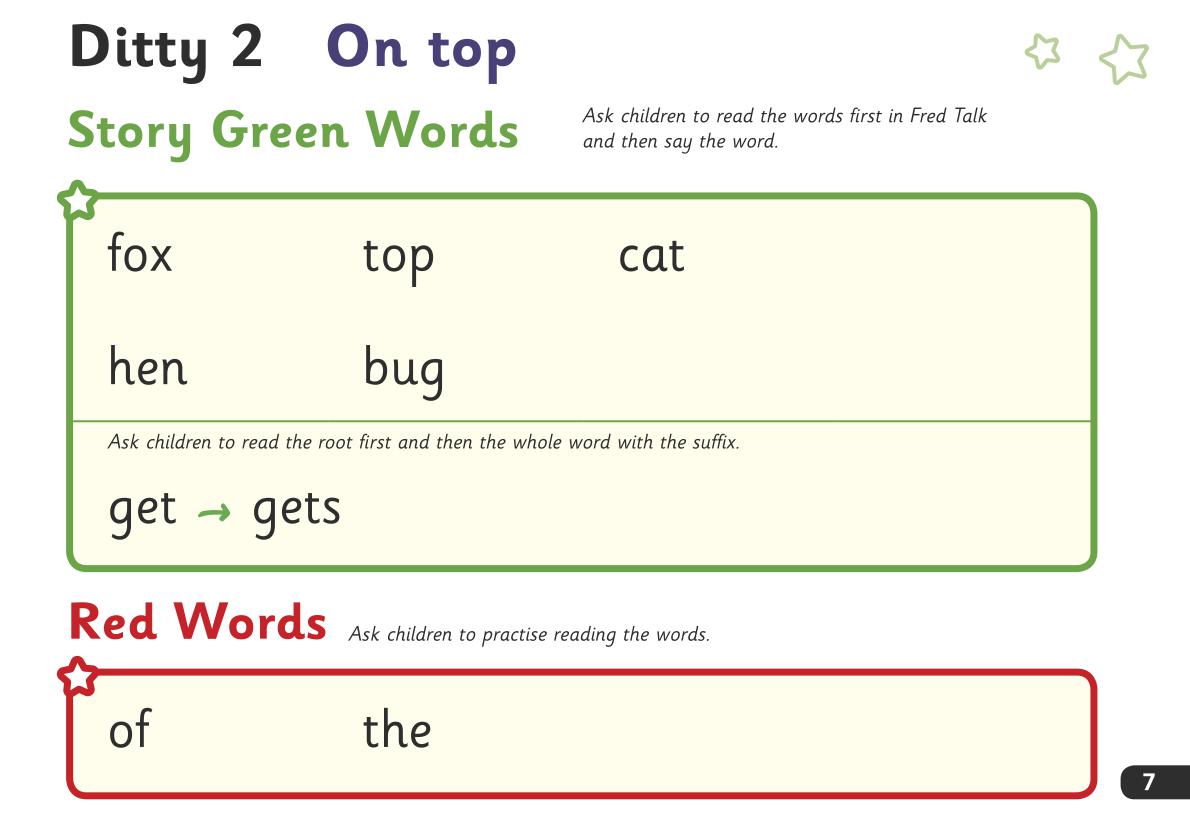 Ditty 2 On top
Story Green Words
Ask children to read the words first in Fred Talk
and then say the word.
fox top cat
hen bug
Ask children to read the root first and then the whole word with the suffix.
get → gets
Red Words Ask children to practise reading the words.
of the
7